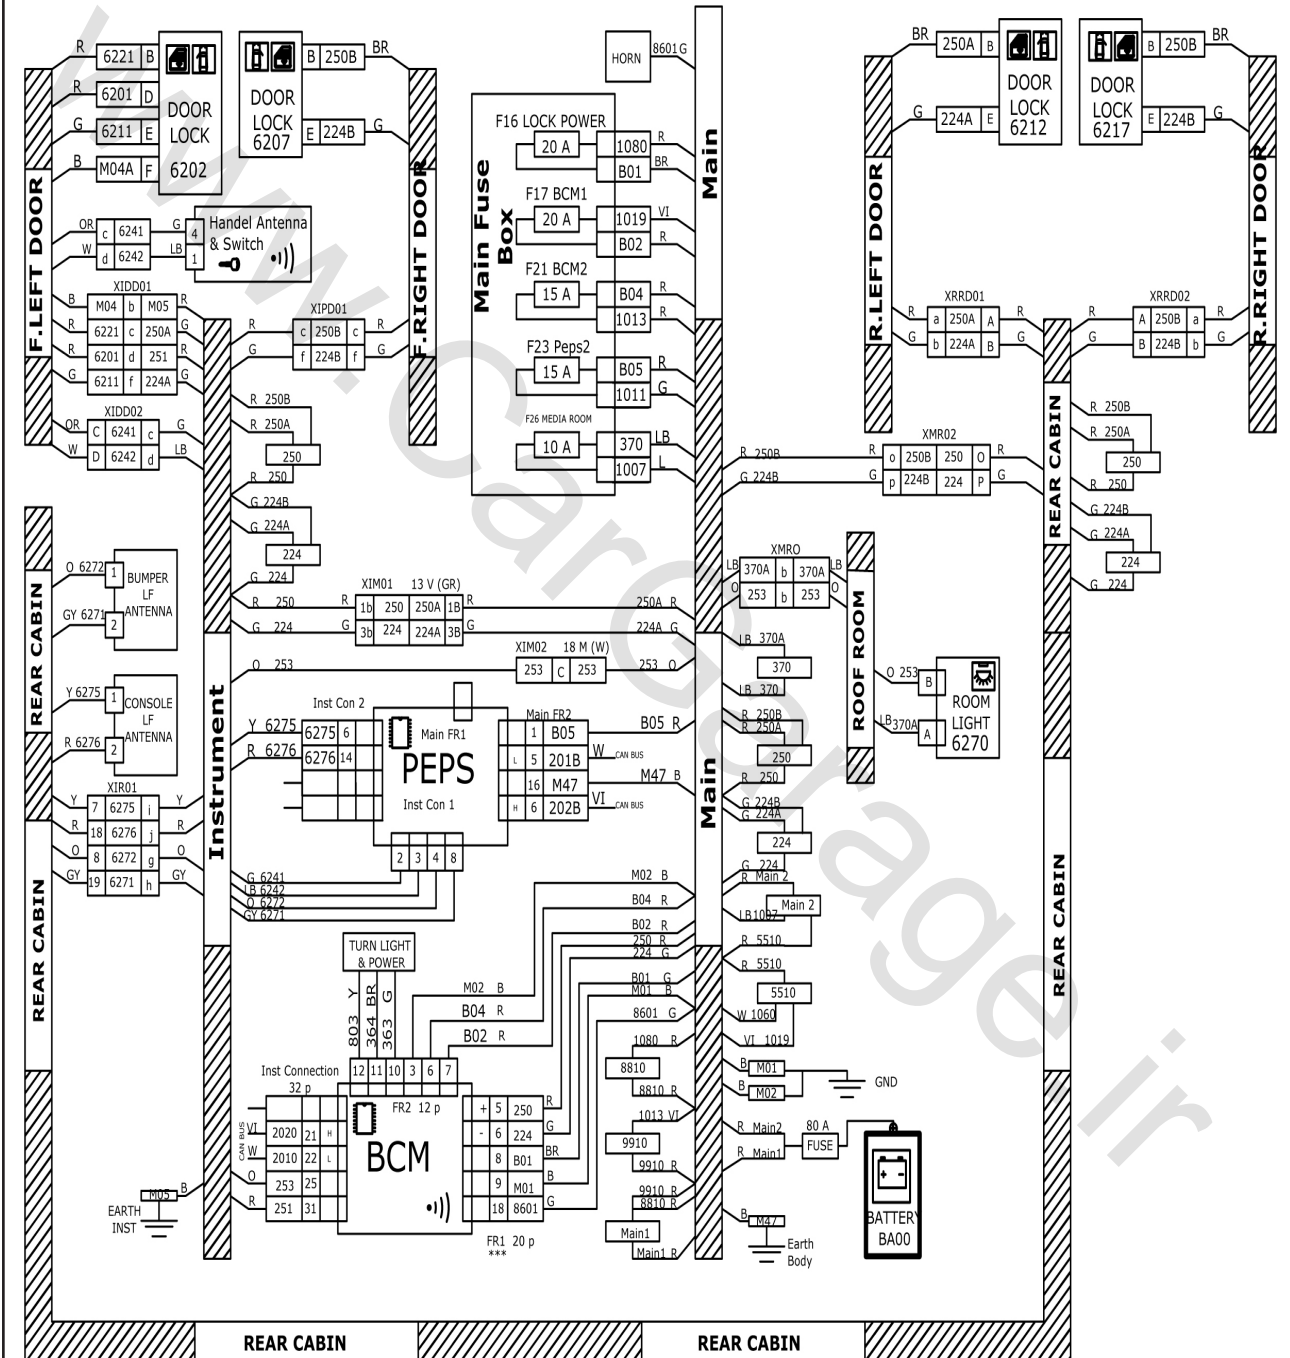 R 6221 B
R 6201 D
G 6211 E
B M04A F
DOOR
LOCK
6202
B 250B BR
E 224B G
DOOR
LOCK
6207
F.LEFT DOOR
F.RIGHT DOOR
OR c 6241 G 4
W d 6242 LB 1
Handel Antenna
& Switch
XIDD01
B M04 b M05 R
R 6221 c 250A G
R 6201 d 251 R
G 6211 f 224A G
XIDD02
OR C 6241 c G
W D 6242 d LB
XIPD01
R c 250B c R
G f 224B f G
R 250B
R 250A
250
R 250
G 224B
G 224A
224
G 224
HORN 8601 G
Main Fuse
Box
F16 LOCK POWER
20 A 1080 R
B01 BR
F17 BCM1
20 A 1019 VI
B02 R
F21 BCM2
15 A B04 R
1013 R
F23 Peps2
15 A B05 R
1011 G
F26 MEDIA ROOM
10 A 370 LB
1007 L
Main
BR 250A B
G 224A E
DOOR
LOCK
6212
B 250B BR
E 224B G
DOOR
LOCK
6217
R.LEFT DOOR
R.RIGHT DOOR
XRRD01
R a 250A A R
G b 224A B G
XRRD02
R A 250B a R
G B 224B b G
REAR CABIN
R 250B
R 250A
250
R 250
G 224B
G 224A
224
G 224
XMR02
R 250B R o 250B 250 O R
G 224B G p 224B 224 P G
XMRO
LB 370A b 370A LB
O 253 b 253 O
ROOF ROOM
O 253 B
LB 370A A
ROOM
LIGHT
6270
XIM01 13 V (GR)
R 250 R 1b 250 250A 1B R 250A R
G 224 G 3b 224 224A 3B G 224A G
XIM02 18 M (W)
O 253 253 C 253 253 O
REAR CABIN
O 6272 1
GY 6271 2
BUMPER
LF
ANTENNA
Y 6275 1
R 6276 2
CONSOLE
LF
ANTENNA
XIR01
Y 7 6275 i Y
R 18 6276 j R
O 8 6272 g O
GY 19 6271 h GY
REAR CABIN
Instrument
Inst Con 2
Y 6275 6275 6
R 6276 6276 14
Main FR1
PEPS
Inst Con 1
2 3 4 8
Main FR2
1 B05 B05 R
L 5 201B W CAN BUS
16 M47 M47 B
H 6 202B VI CAN BUS
G 6241
LB 6242
O 6272
GY 6271
Main
LB 370A
370
LB 370
R 250B
R 250A
250
R 250
G 224B
G 224A
224
G 224
R Main 2
Main 2
LB1007
R 5510
R 5510
5510
W 1060
VI 1019
B M01
B M02
GND
R Main2
R Main1
80 A
FUSE
BATTERY
BA00
B M47
Earth
Body
TURN LIGHT
& POWER
803 Y
364 BR
363 G
M02 B
B04 R
B02 R
M02 B
B04 R
B02 R
250 R
224 G
B01 G
M01 B
8601 G
1080 R
8810
8810 R
1013 VI
9910
9910 R
9910 R
8810 R
Main1
Main1 R
Inst Connection
32 p
12 11 10 3 6 7
FR2 12 p
CAN BUS
VI 2020 21 H
W 2010 22 L
O 253 25
R 251 31
BCM
+ 5 250 R
- 6 224 G
8 B01 BR
9 M01 B
18 8601 G
FR1 20 p
***
M05 B
EARTH
INST
REAR CABIN
REAR CABIN
REAR CABIN
www.CarGarage.ir